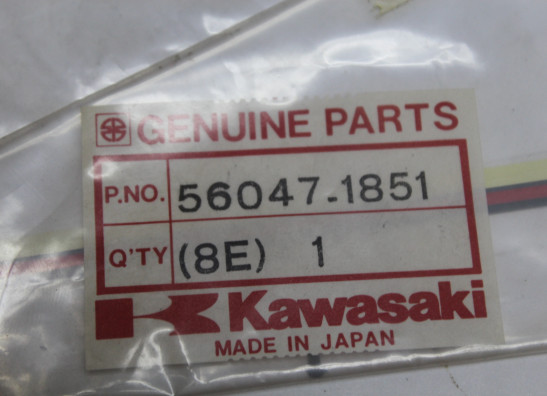 GENUINE PARTS
P.NO. 56047-1851
Q'TY (8E) 1
Kawasaki
MADE IN JAPAN